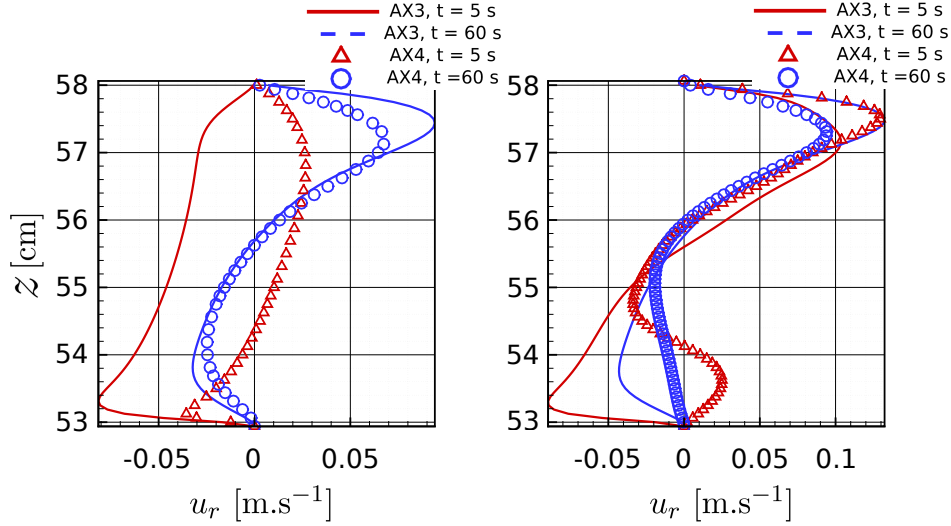 AX3, t = 5 s
AX3, t = 60 s
AX4, t = 5 s
AX4, t =60 s
58
57
56
55
54
53
z [cm]
-0.05 0 0.05
u_r [m.s⁻¹]
AX3, t = 5 s
AX3, t = 60 s
AX4, t = 5 s
AX4, t =60 s
58
57
56
55
54
53
-0.05 0 0.05 0.1
u_r [m.s⁻¹]